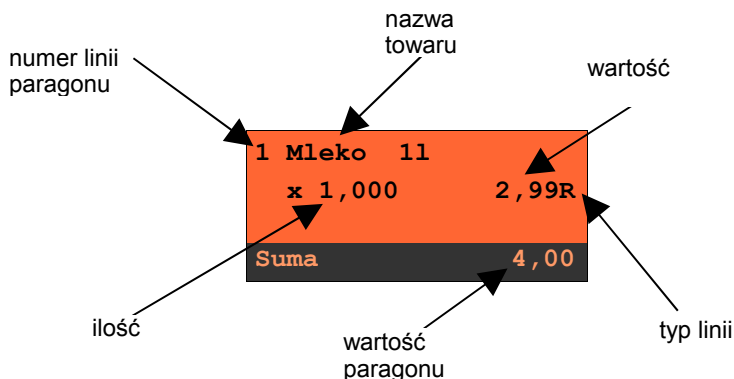 nazwa
towaru
numer linii
paragonu
wartość
1 Mleko 1l
x 1,000 2,99R
Suma 4,00
ilość
wartość
paragonu
typ linii